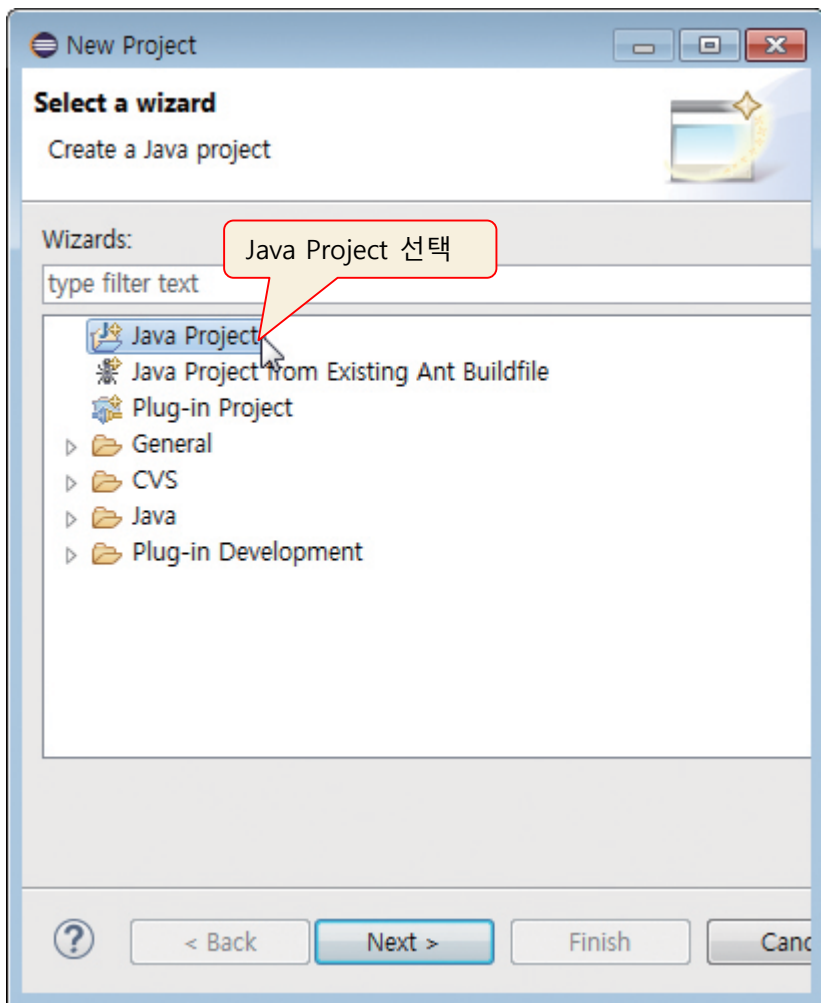 New Project
Select a wizard
Create a Java project
Wizards:
Java Project 선택
type filter text
Java Project
Java Project from Existing Ant Buildfile
Plug-in Project
General
CVS
Java
Plug-in Development
< Back
Next >
Finish
Canc